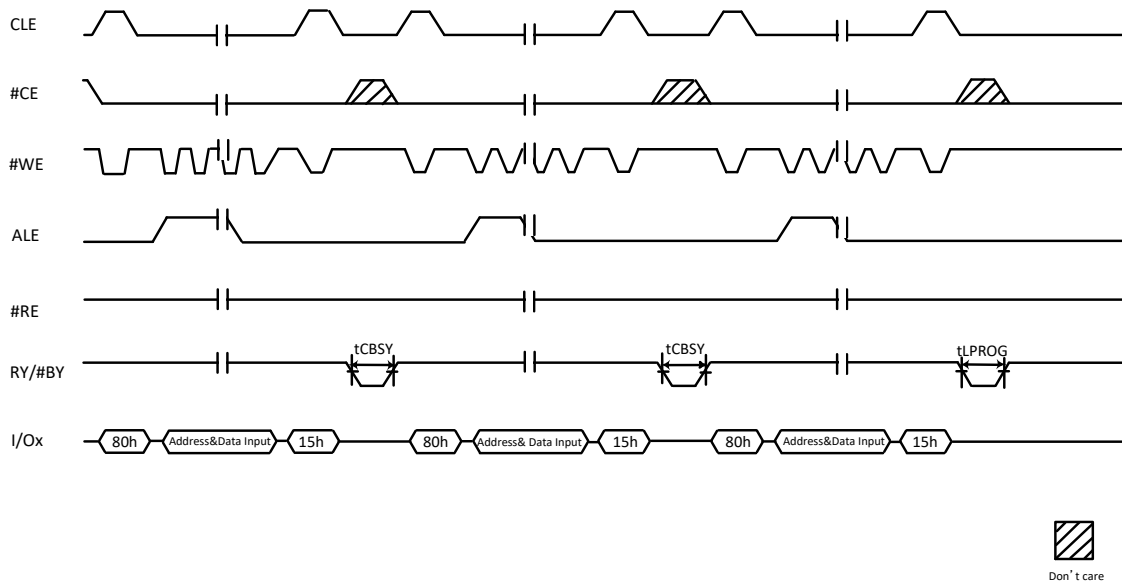 CLE
#CE
#WE
ALE
#RE
tCBSY tCBSY tLPROG
RY/#BY
I/Ox 80h Address&Data Input 15h 80h Address& Data Input 15h 80h Address&Data Input 15h
Don't care